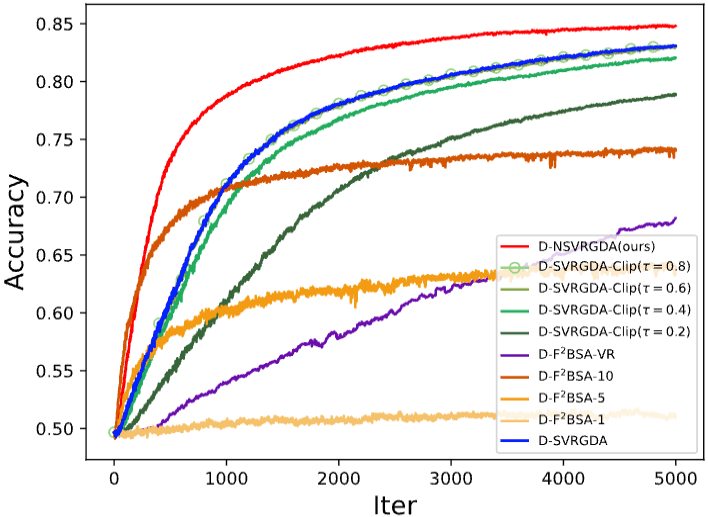 Accuracy
0.85
0.80
0.75
0.70
0.65
0.60
0.55
0.50
D-NSVRGDA(ours)
D-SVRGDA-Clip(τ = 0.8)
D-SVRGDA-Clip(τ = 0.6)
D-SVRGDA-Clip(τ = 0.4)
D-SVRGDA-Clip(τ = 0.2)
D-F²BSA-VR
D-F²BSA-10
D-F²BSA-5
D-F²BSA-1
D-SVRGDA
0 1000 2000 3000 4000 5000
Iter